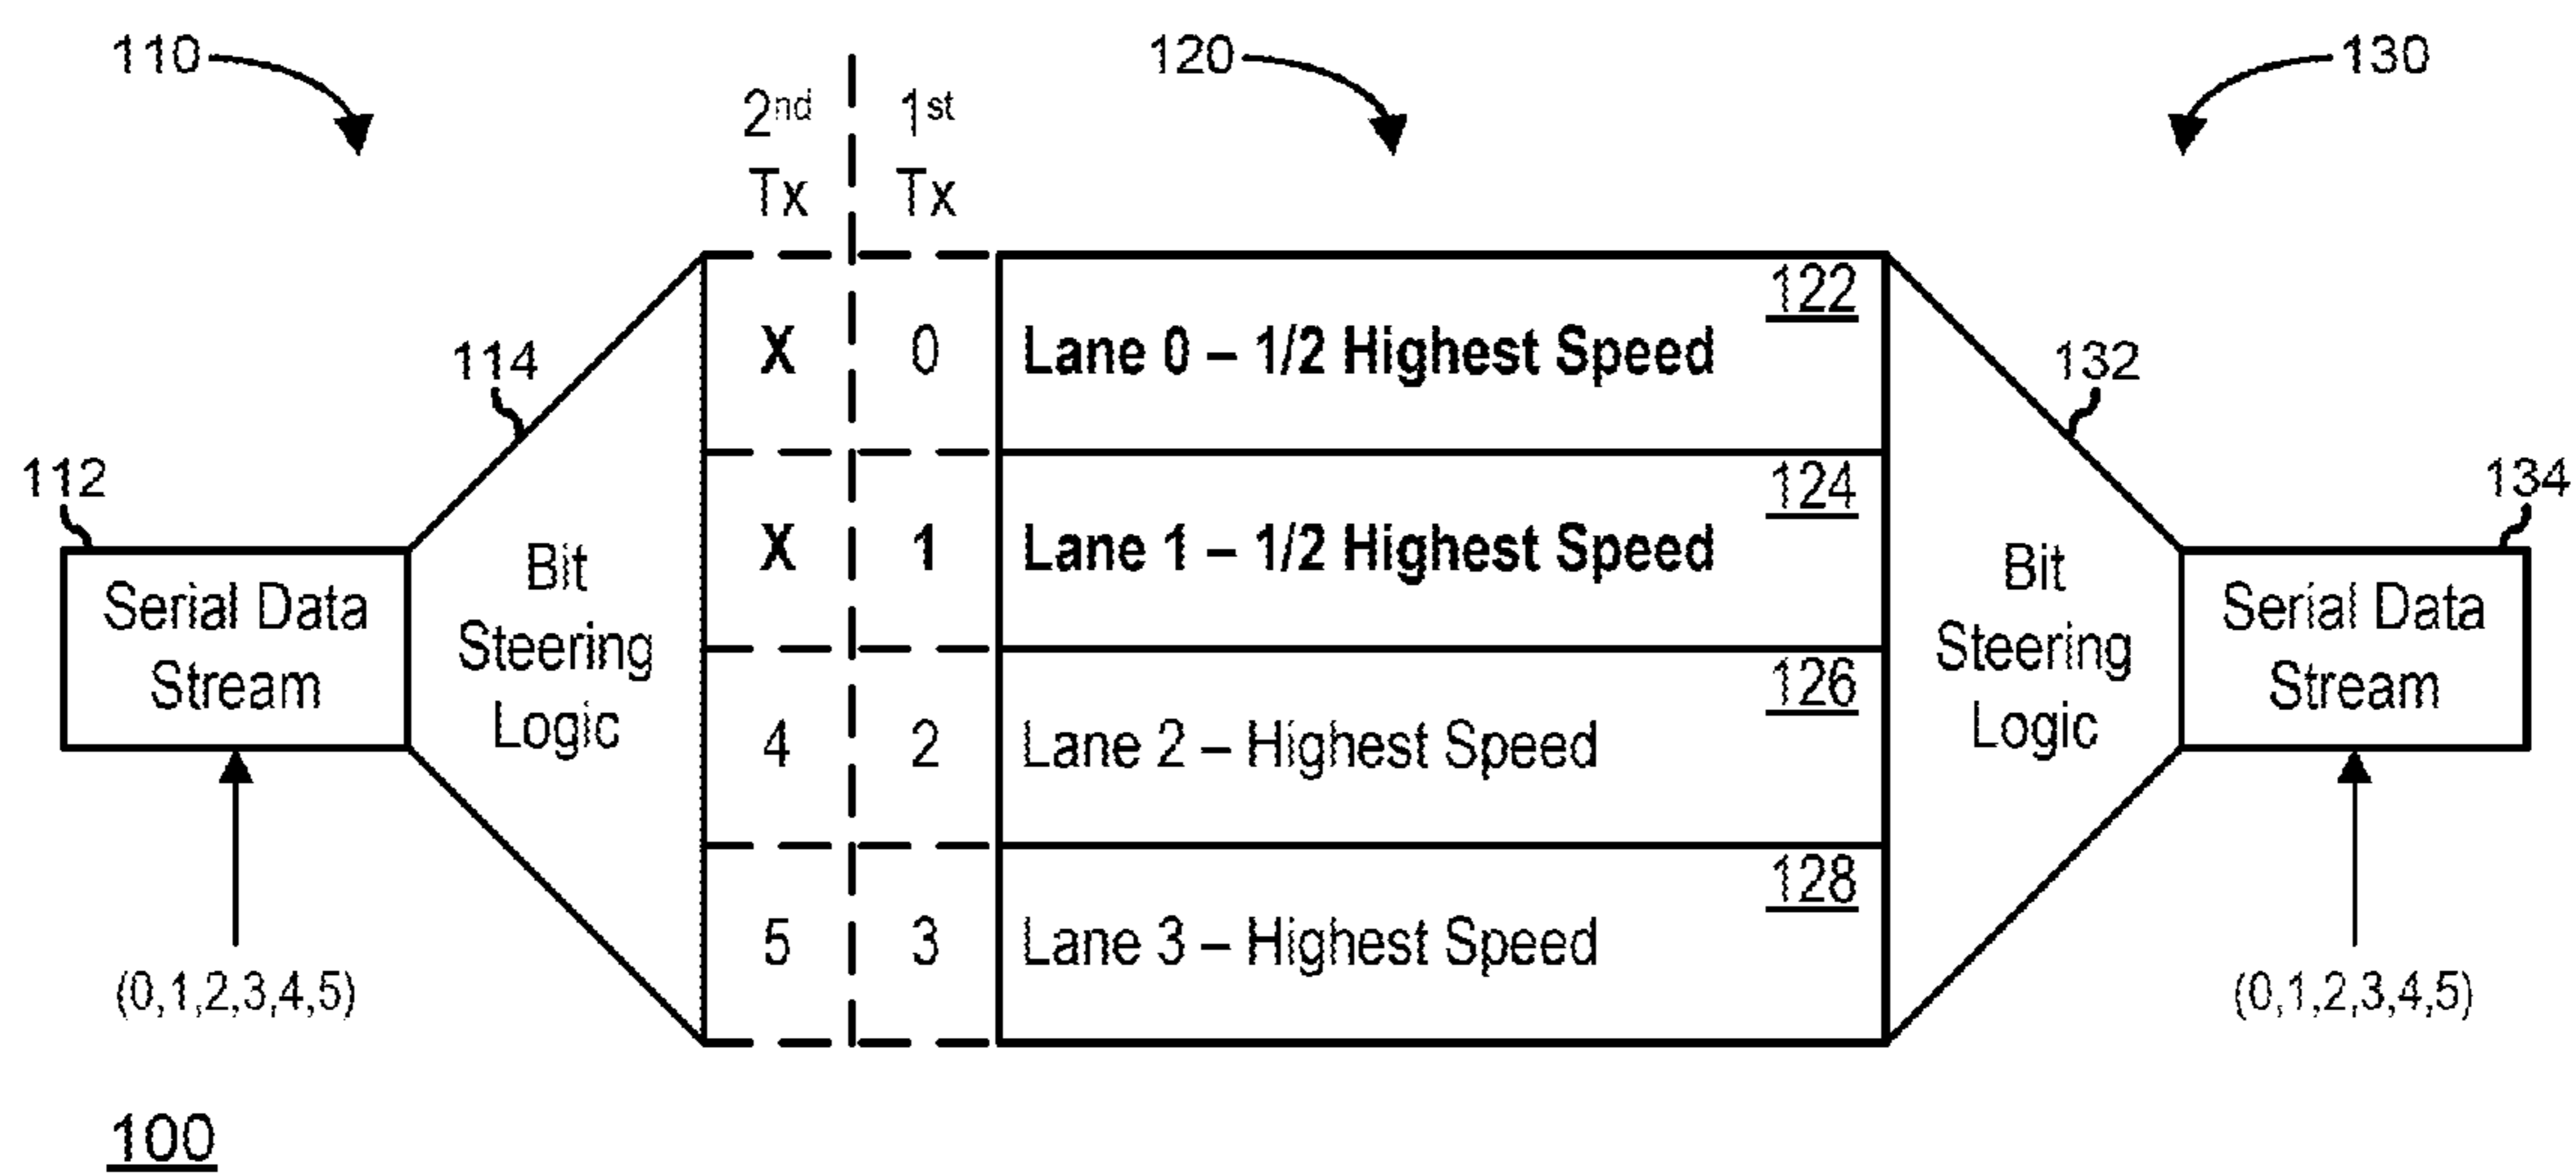 110
120
130
2nd
Tx
1st
Tx
114
112
Serial Data
Stream
(0,1,2,3,4,5)
Bit
Steering
Logic
X
0
Lane 0 – 1/2 Highest Speed
122
X
1
Lane 1 – 1/2 Highest Speed
124
4
2
Lane 2 – Highest Speed
126
5
3
Lane 3 – Highest Speed
128
132
Bit
Steering
Logic
134
Serial Data
Stream
(0,1,2,3,4,5)
100